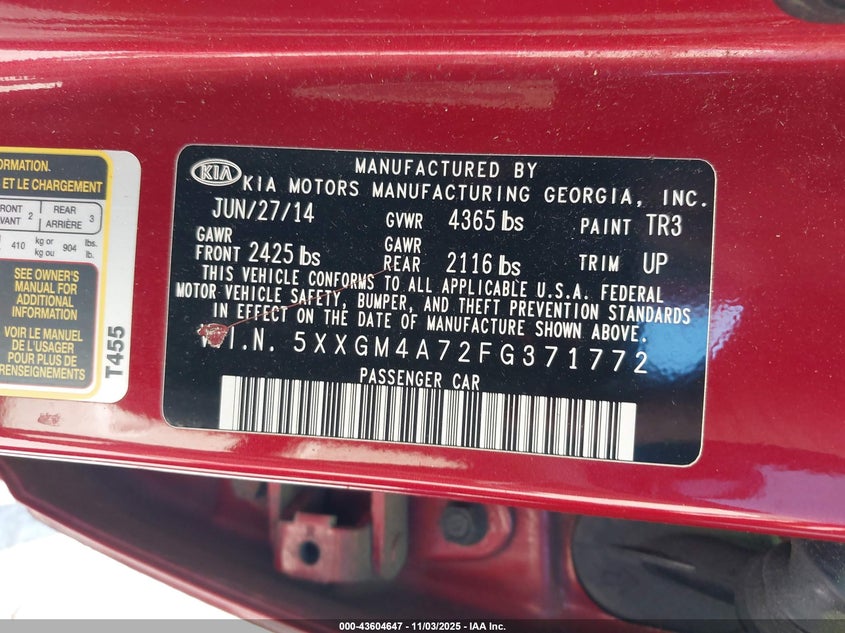 ORMATION.
ET LE CHARGEMENT
FRONT 2 REAR 3
VANT ARRIÈRE
410 kg or 904 lbs.
kg ou lb.
SEE OWNER'S
MANUAL FOR
ADDITIONAL
INFORMATION
VOIR LE MANUEL
DE L'USAGER
POUR PLUS DE
RENSEIGNEMENTS
T455
KIA
MANUFACTURED BY
KIA MOTORS MANUFACTURING GEORGIA, INC.
JUN/27/14 GVWR 4365 lbs PAINT TR3
GAWR GAWR
FRONT 2425 lbs REAR 2116 lbs TRIM UP
THIS VEHICLE CONFORMS TO ALL APPLICABLE U.S.A. FEDERAL
MOTOR VEHICLE SAFETY, BUMPER, AND THEFT PREVENTION STANDARDS
IN EFFECT ON THE DATE OF MANUFACTURE SHOWN ABOVE.
V.I.N. 5XXGM4A72FG371772
PASSENGER CAR
000-43604647 - 11/03/2025 - IAA Inc.